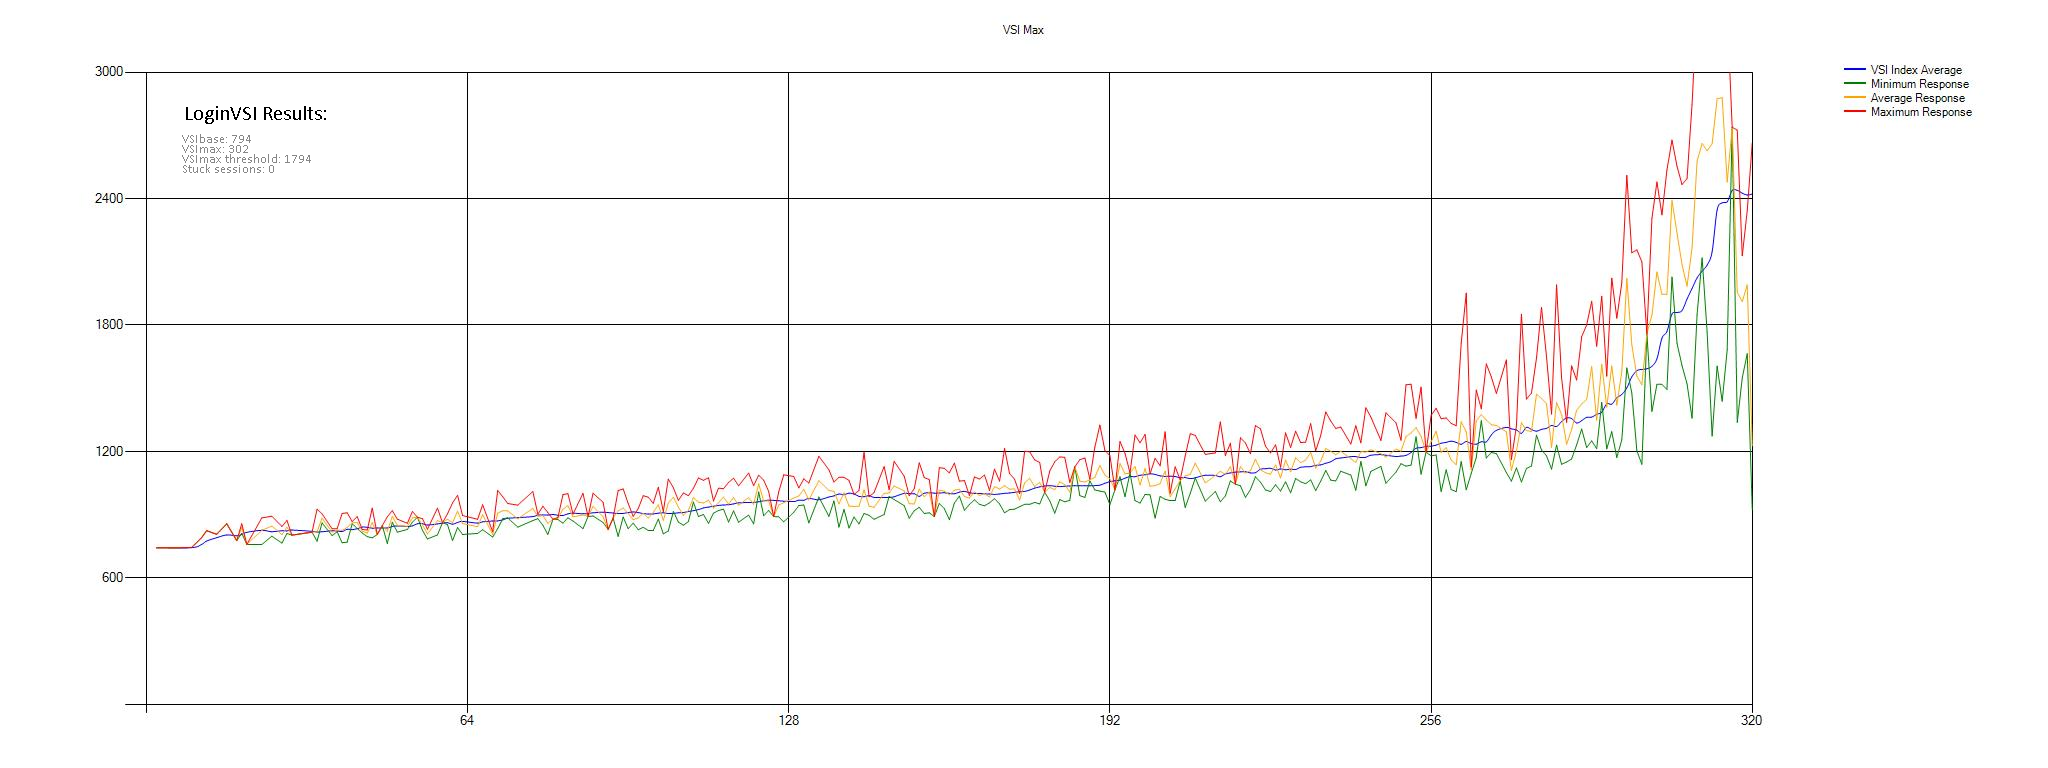 VSI Max
3000
2400
1800
1200
600
LoginVSI Results:
VSIbase: 794
VSImax: 302
VSImax threshold: 1794
Stuck sessions: 0
64
128
192
256
320
VSI Index Average
Minimum Response
Average Response
Maximum Response